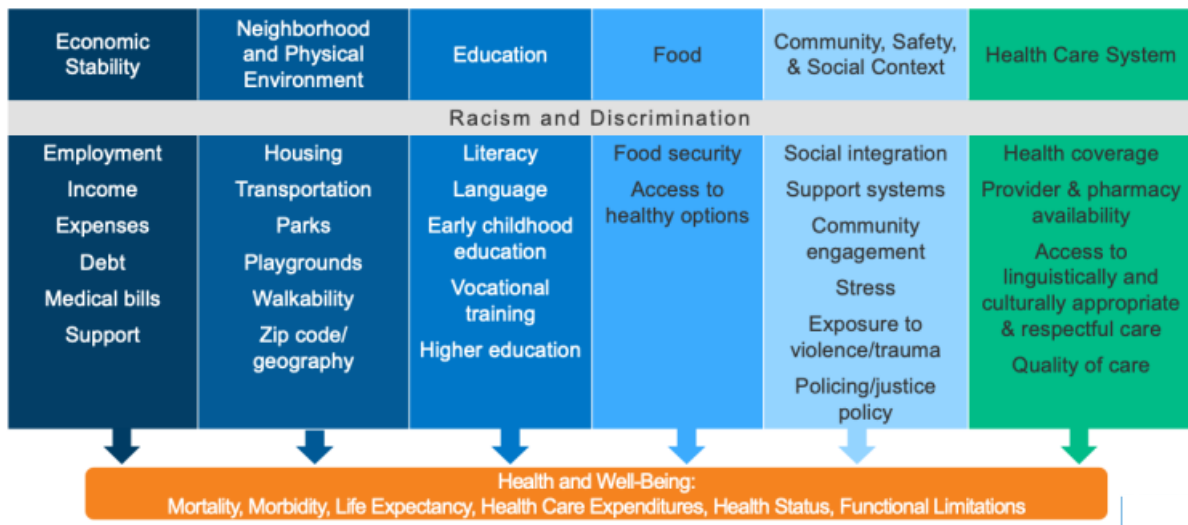 Economic
Stability
Neighborhood
and Physical
Environment
Education
Food
Community, Safety,
& Social Context
Health Care System
Racism and Discrimination
Employment
Income
Expenses
Debt
Medical bills
Support
Housing
Transportation
Parks
Playgrounds
Walkability
Zip code/
geography
Literacy
Language
Early childhood
education
Vocational
training
Higher education
Food security
Access to
healthy options
Social integration
Support systems
Community
engagement
Stress
Exposure to
violence/trauma
Policing/justice
policy
Health coverage
Provider & pharmacy
availability
Access to
linguistically and
culturally appropriate
& respectful care
Quality of care
Health and Well-Being:
Mortality, Morbidity, Life Expectancy, Health Care Expenditures, Health Status, Functional Limitations